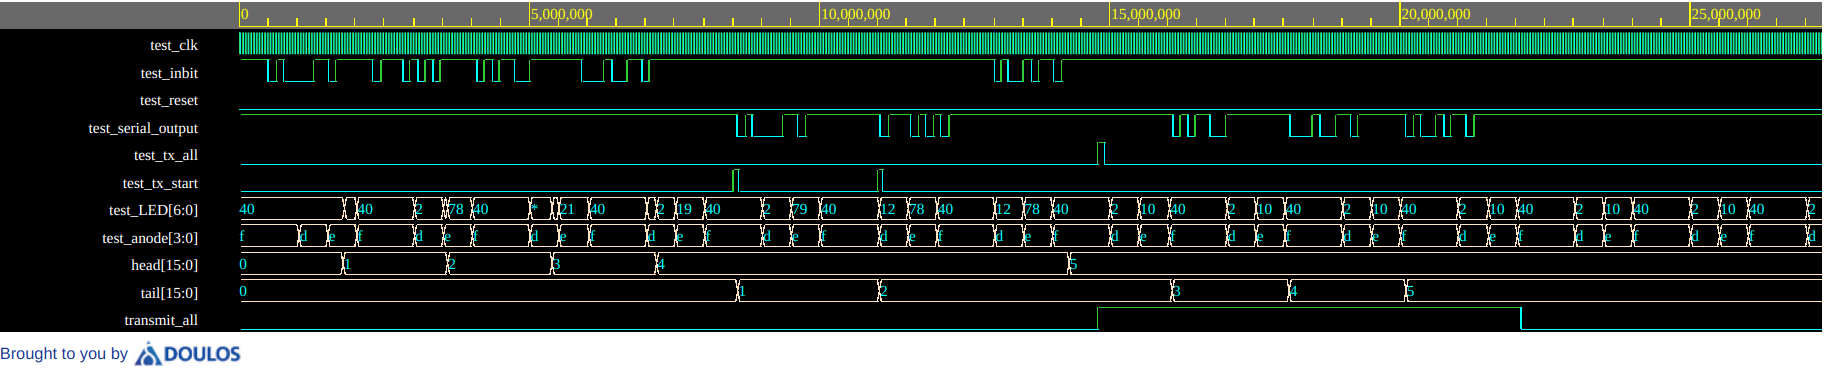 0 5,000,000 10,000,000 15,000,000 20,000,000 25,000,000
test_clk
test_inbit
test_reset
test_serial_output
test_tx_all
test_tx_start
test_LED[6:0] 40 40 2 78 40 * 21 40 2 19 40 2 79 40 12 78 40 12 78 40 2 10 40 2 10 40 2 10 40 2 10 40 2 10 40 2 10 40 2
test_anode[3:0] f d e f d e f d e f d e f d e f d e f d e f d e f d e f d e f d e f d e f d e f d
head[15:0] 0 1 2 3 4 5
tail[15:0] 0 1 2 3 4 5
transmit_all
Brought to you by DOULOS